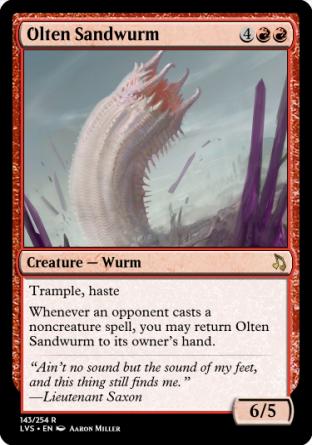 Olten Sandwurm 4
Creature — Wurm
Trample, haste
Whenever an opponent casts a
noncreature spell, you may return Olten
Sandwurm to its owner's hand.
“Ain't no sound but the sound of my feet,
and this thing still finds me.”
—Lieutenant Saxon
6/5
143/254 R
LVS • EN Aaron Miller